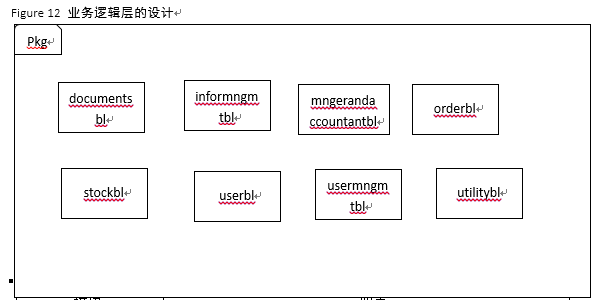 Figure 12 业务逻辑层的设计
Pkg
documents
bl
informngm
tbl
mngeranda
ccountantbl
orderbl
stockbl
userbl
usermngm
tbl
utilitybl